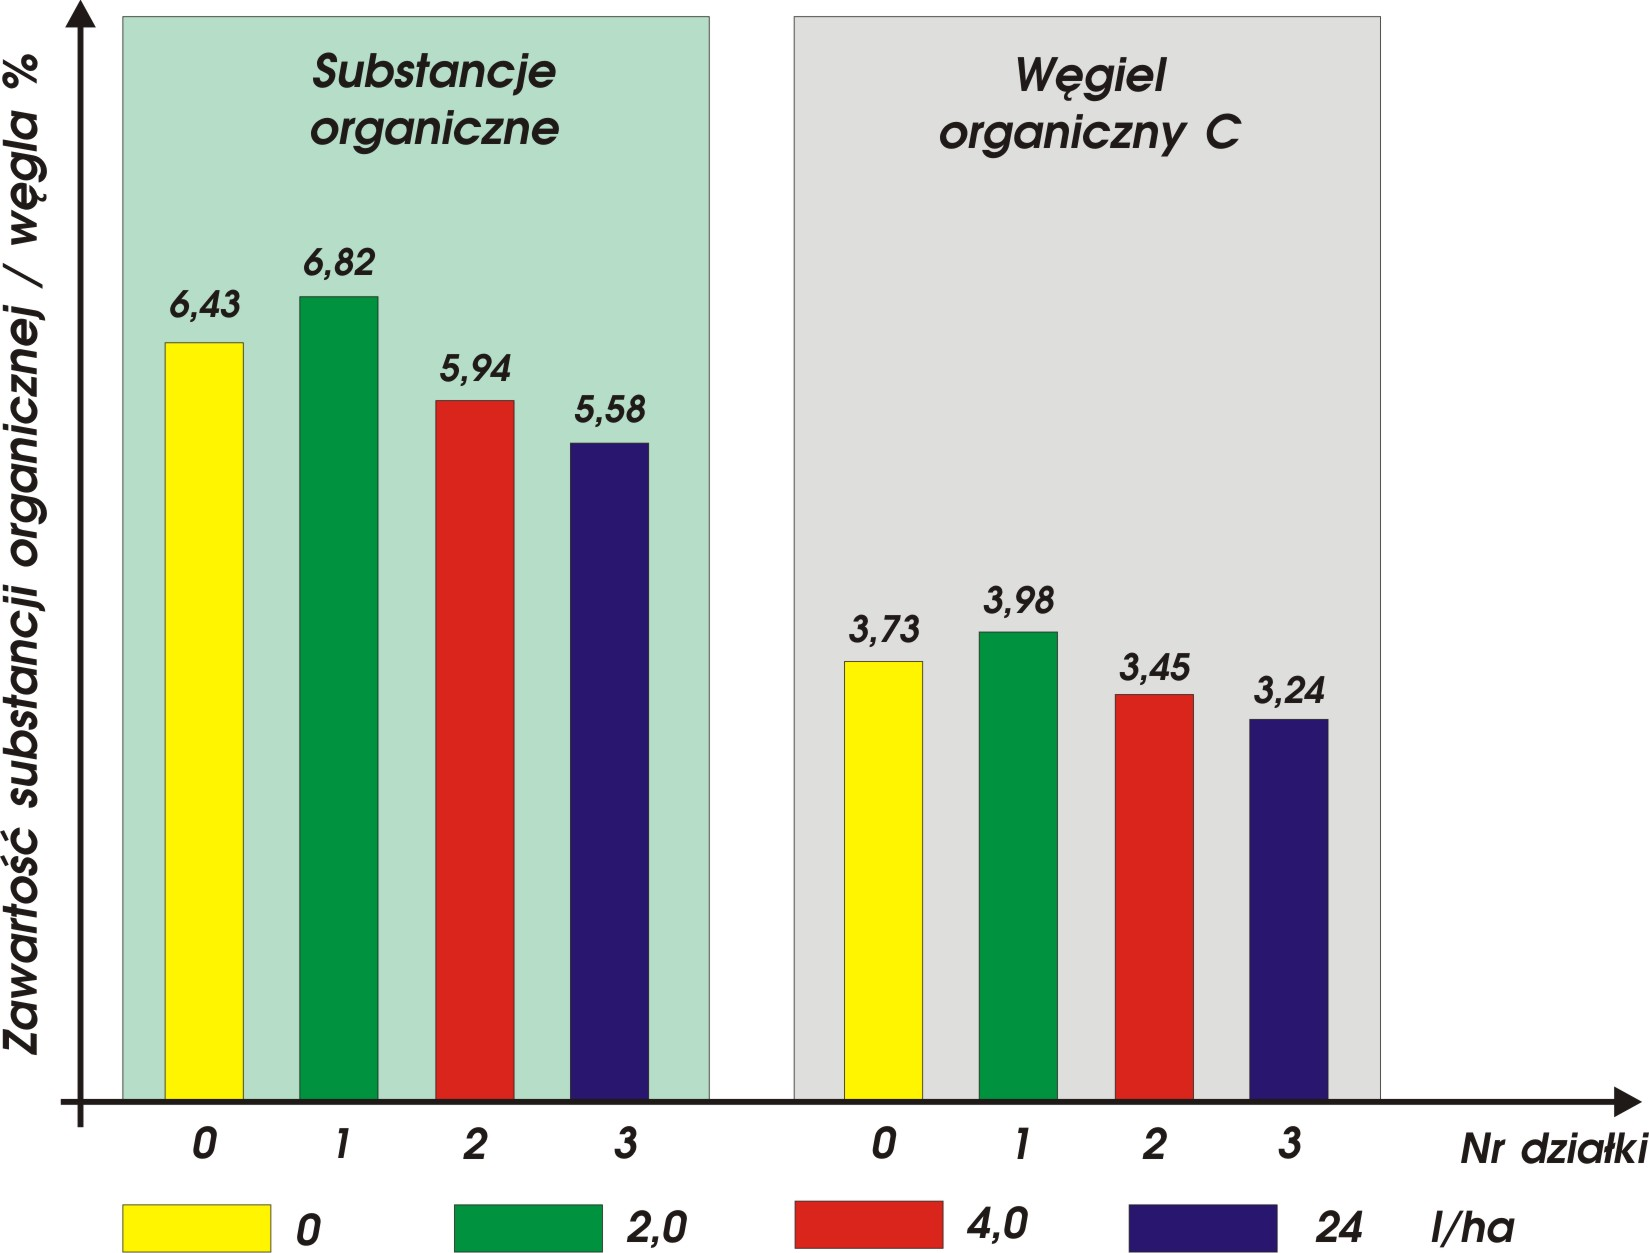 Zawartość substancji organicznej / węgla %
Substancje
organiczne
6,43
6,82
5,94
5,58
Węgiel
organiczny C
3,73
3,98
3,45
3,24
0 1 2 3 0 1 2 3 Nr działki
0 2,0 4,0 24 l/ha